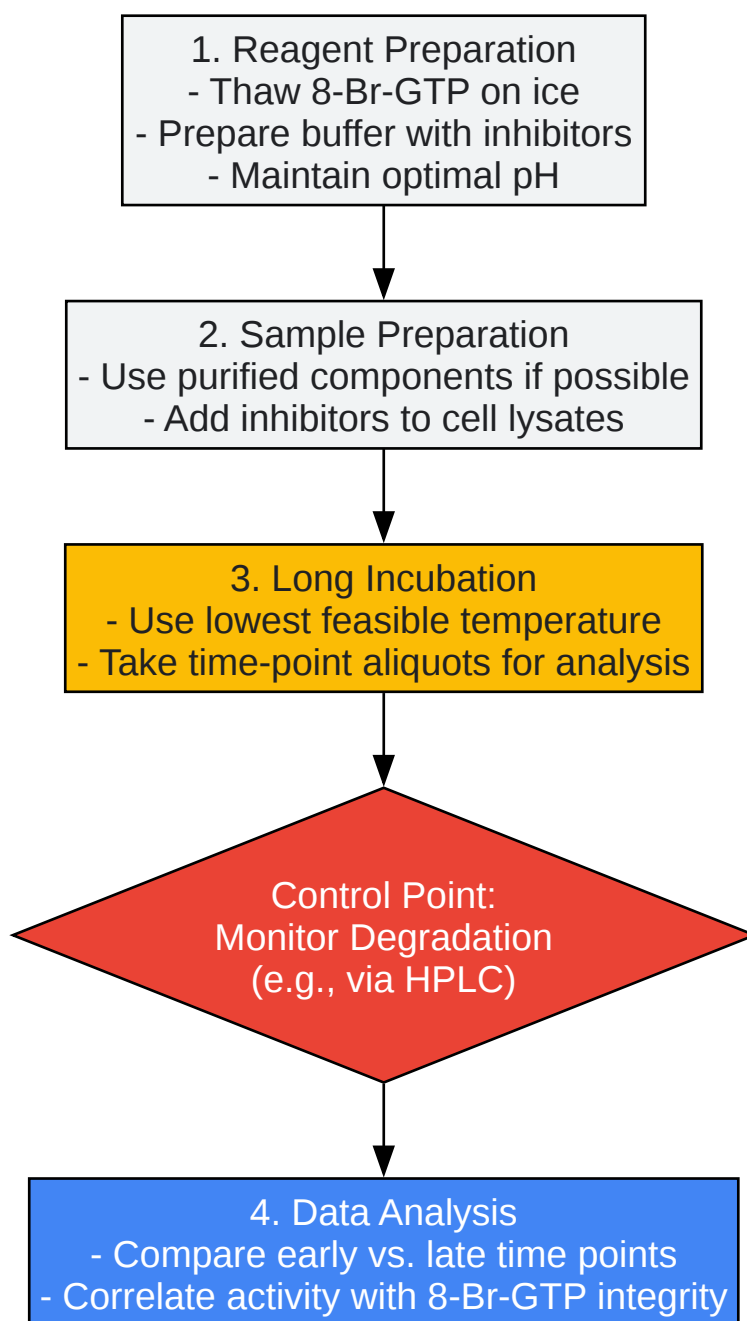 1. Reagent Preparation
- Thaw 8-Br-GTP on ice
- Prepare buffer with inhibitors
- Maintain optimal pH
2. Sample Preparation
- Use purified components if possible
- Add inhibitors to cell lysates
3. Long Incubation
- Use lowest feasible temperature
- Take time-point aliquots for analysis
Control Point:
Monitor Degradation
(e.g., via HPLC)
4. Data Analysis
- Compare early vs. late time points
- Correlate activity with 8-Br-GTP integrity